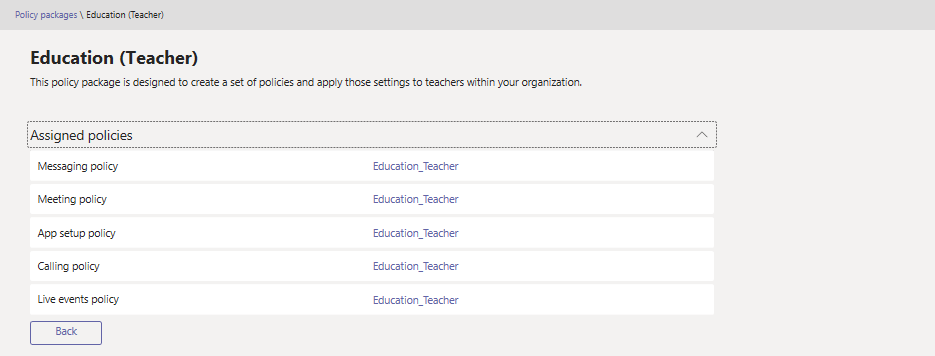 Policy packages \ Education (Teacher)
Education (Teacher)
This policy package is designed to create a set of policies and apply those settings to teachers within your organization.
Assigned policies
Messaging policy Education_Teacher
Meeting policy Education_Teacher
App setup policy Education_Teacher
Calling policy Education_Teacher
Live events policy Education_Teacher
Back